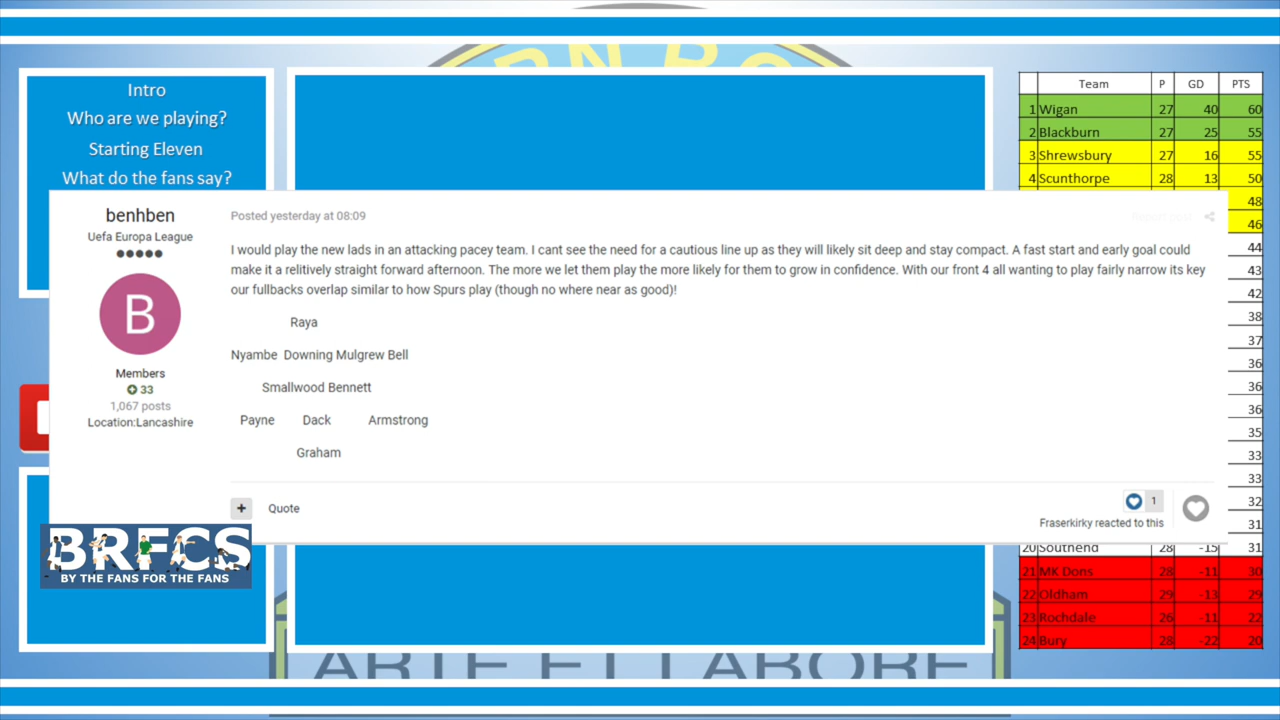 RN RO
Intro
Who are we playing?
Starting Eleven
What do the fans say?
Team P GD PTS
1 Wigan 27 40 60
2 Blackburn 27 25 55
3 Shrewsbury 27 16 55
4 Scunthorpe 28 13 50
48
46
44
43
42
38
37
36
36
36
35
33
33
32
31
20 Southend 28 -15 31
21 MK Dons 28 -11 30
22 Oldham 29 -13 29
23 Rochdale 26 -11 22
24 Bury 28 -22 20
benhben
Uefa Europa League
B
Members
33
1,067 posts
Location:Lancashire
Posted yesterday at 08:09
I would play the new lads in an attacking pacey team. I cant see the need for a cautious line up as they will likely sit deep and stay compact. A fast start and early goal could
make it a relitively straight forward afternoon. The more we let them play the more likely for them to grow in confidence. With our front 4 all wanting to play fairly narrow its key
our fullbacks overlap similar to how Spurs play (though no where near as good)!
Raya
Nyambe Downing Mulgrew Bell
Smallwood Bennett
Payne Dack Armstrong
Graham
+ Quote
1
Fraserkirky reacted to this
BRFCS
BY THE FANS FOR THE FANS
ARTE ET LABORE